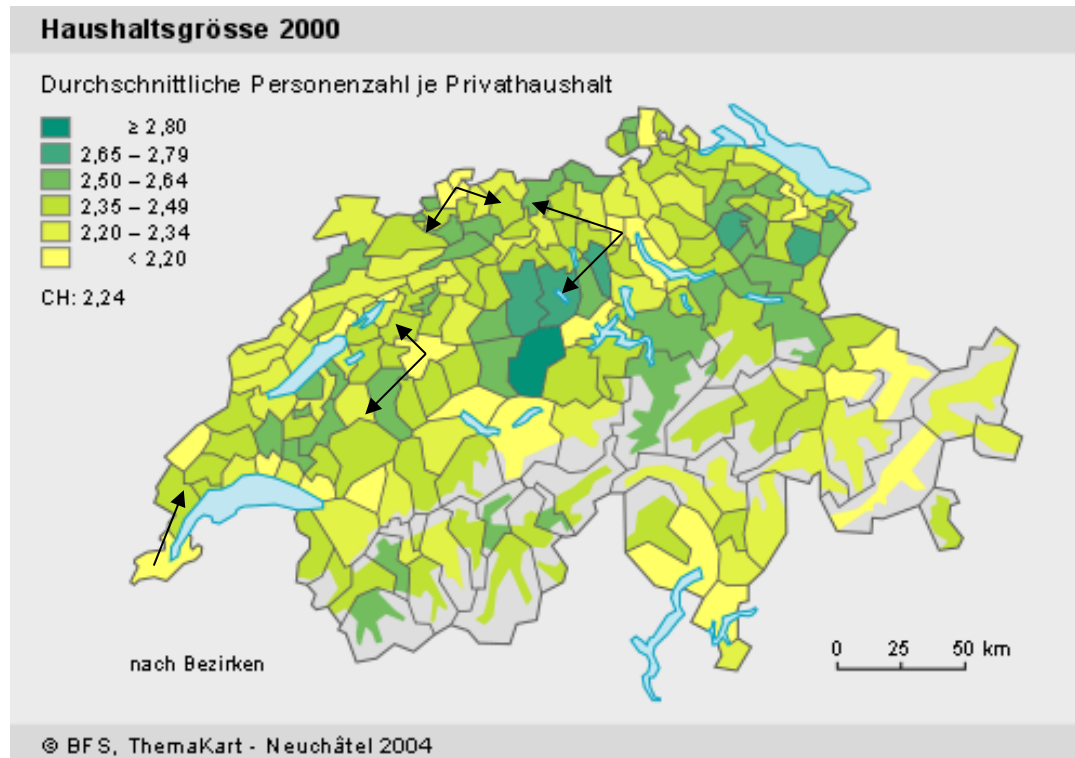 Haushaltsgrösse 2000
Durchschnittliche Personenzahl je Privathaushalt
≥ 2,80
2,65 – 2,79
2,50 – 2,64
2,35 – 2,49
2,20 – 2,34
< 2,20
CH: 2,24
0 25 50 km
nach Bezirken
© BFS, ThemaKart - Neuchâtel 2004